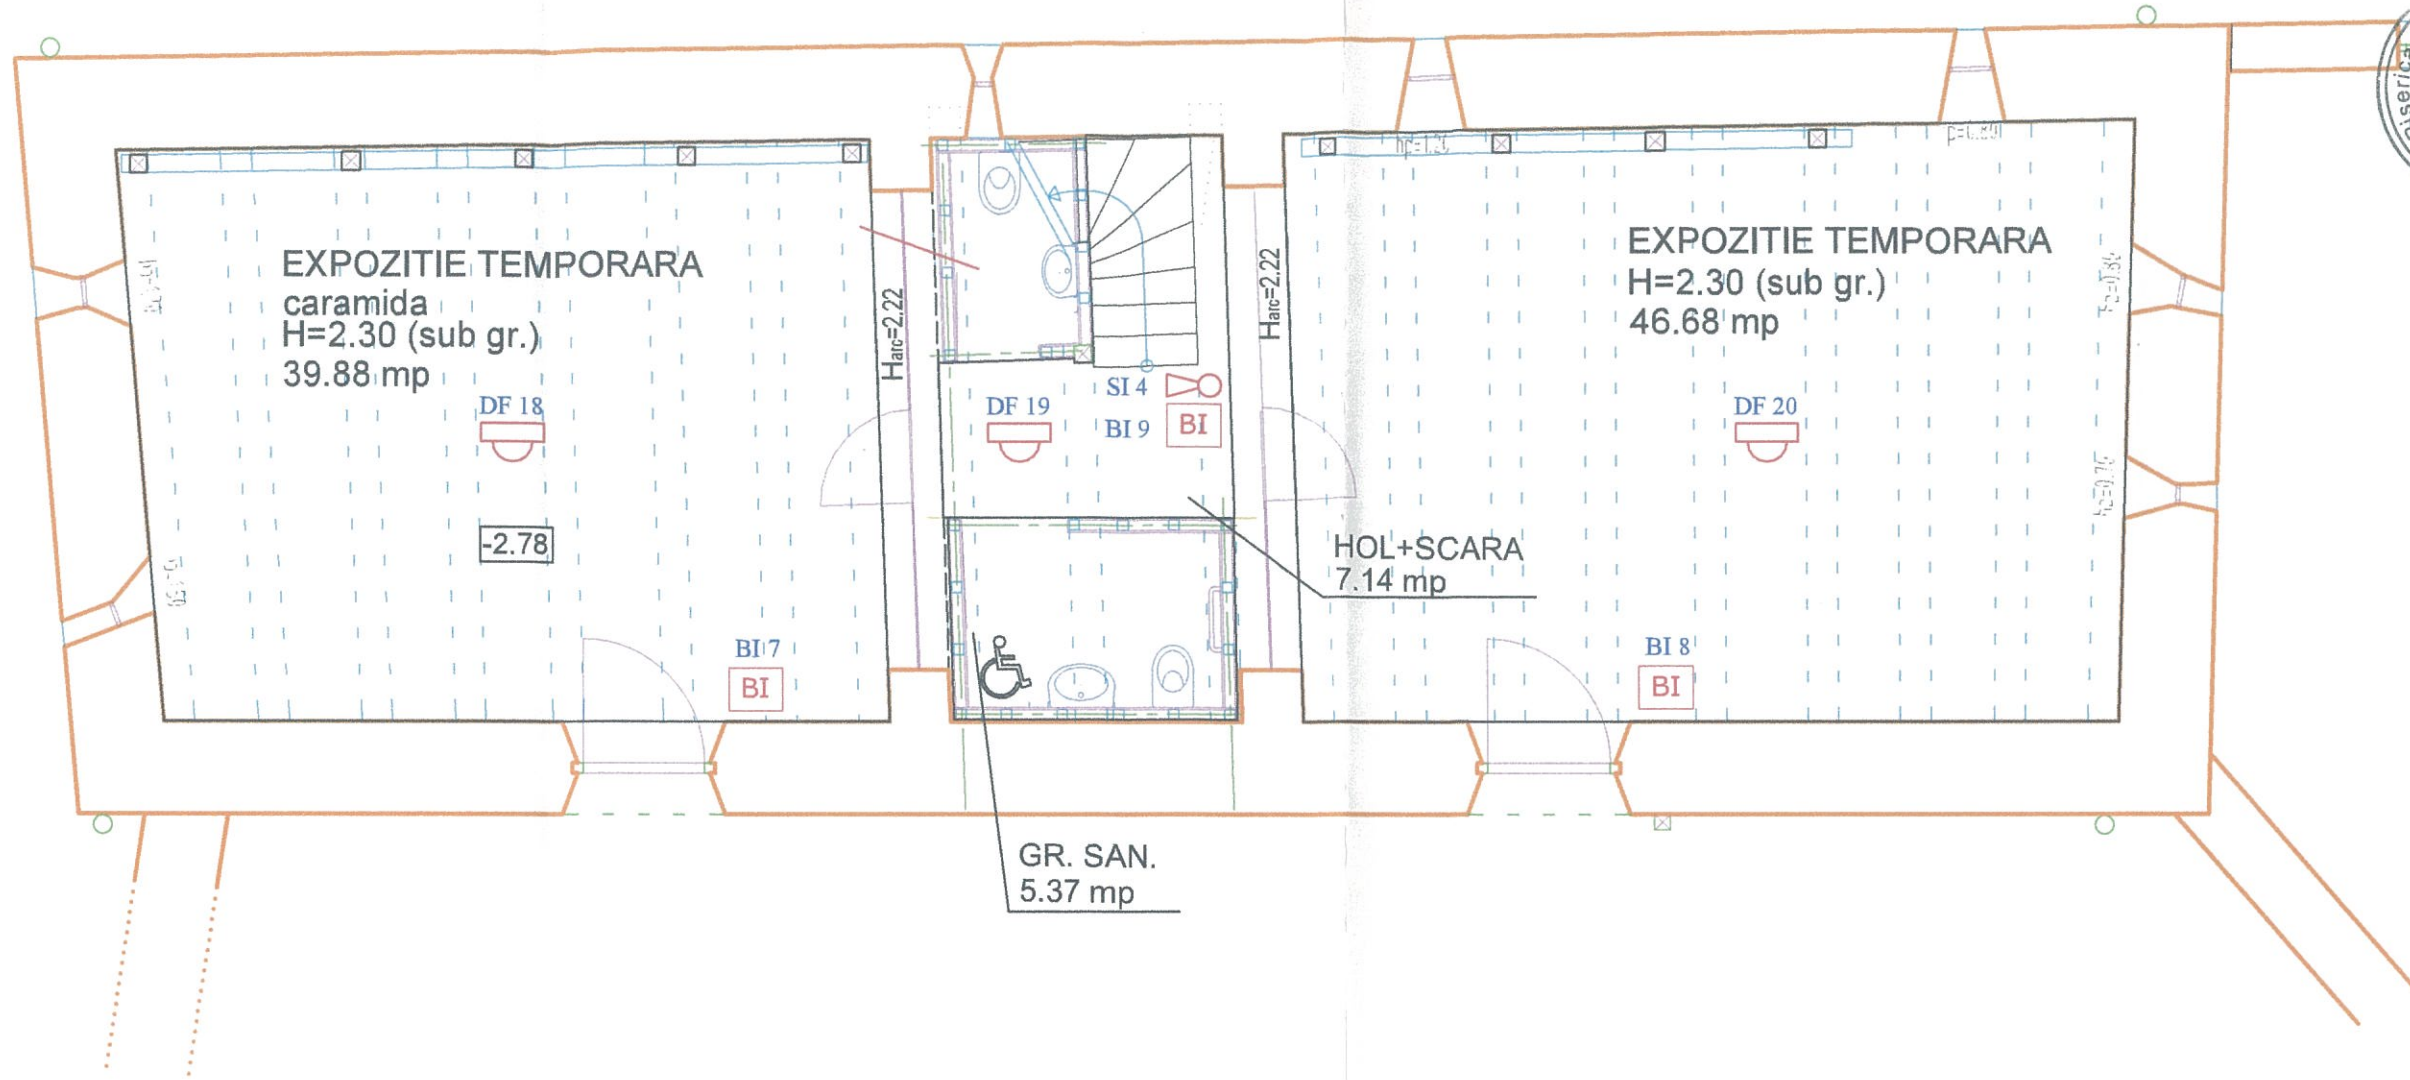 EXPOZITIE TEMPORARA
caramida
H=2.30 (sub gr.)
39.88 mp
DF 18
-2.78
BI 7
BI
Harc=2.22
DF 19
SI 4
BI 9
BI
Harc=2.22
HOL+SCARA
7.14 mp
GR. SAN.
5.37 mp
EXPOZITIE TEMPORARA
H=2.30 (sub gr.)
46.68 mp
DF 20
BI 8
BI